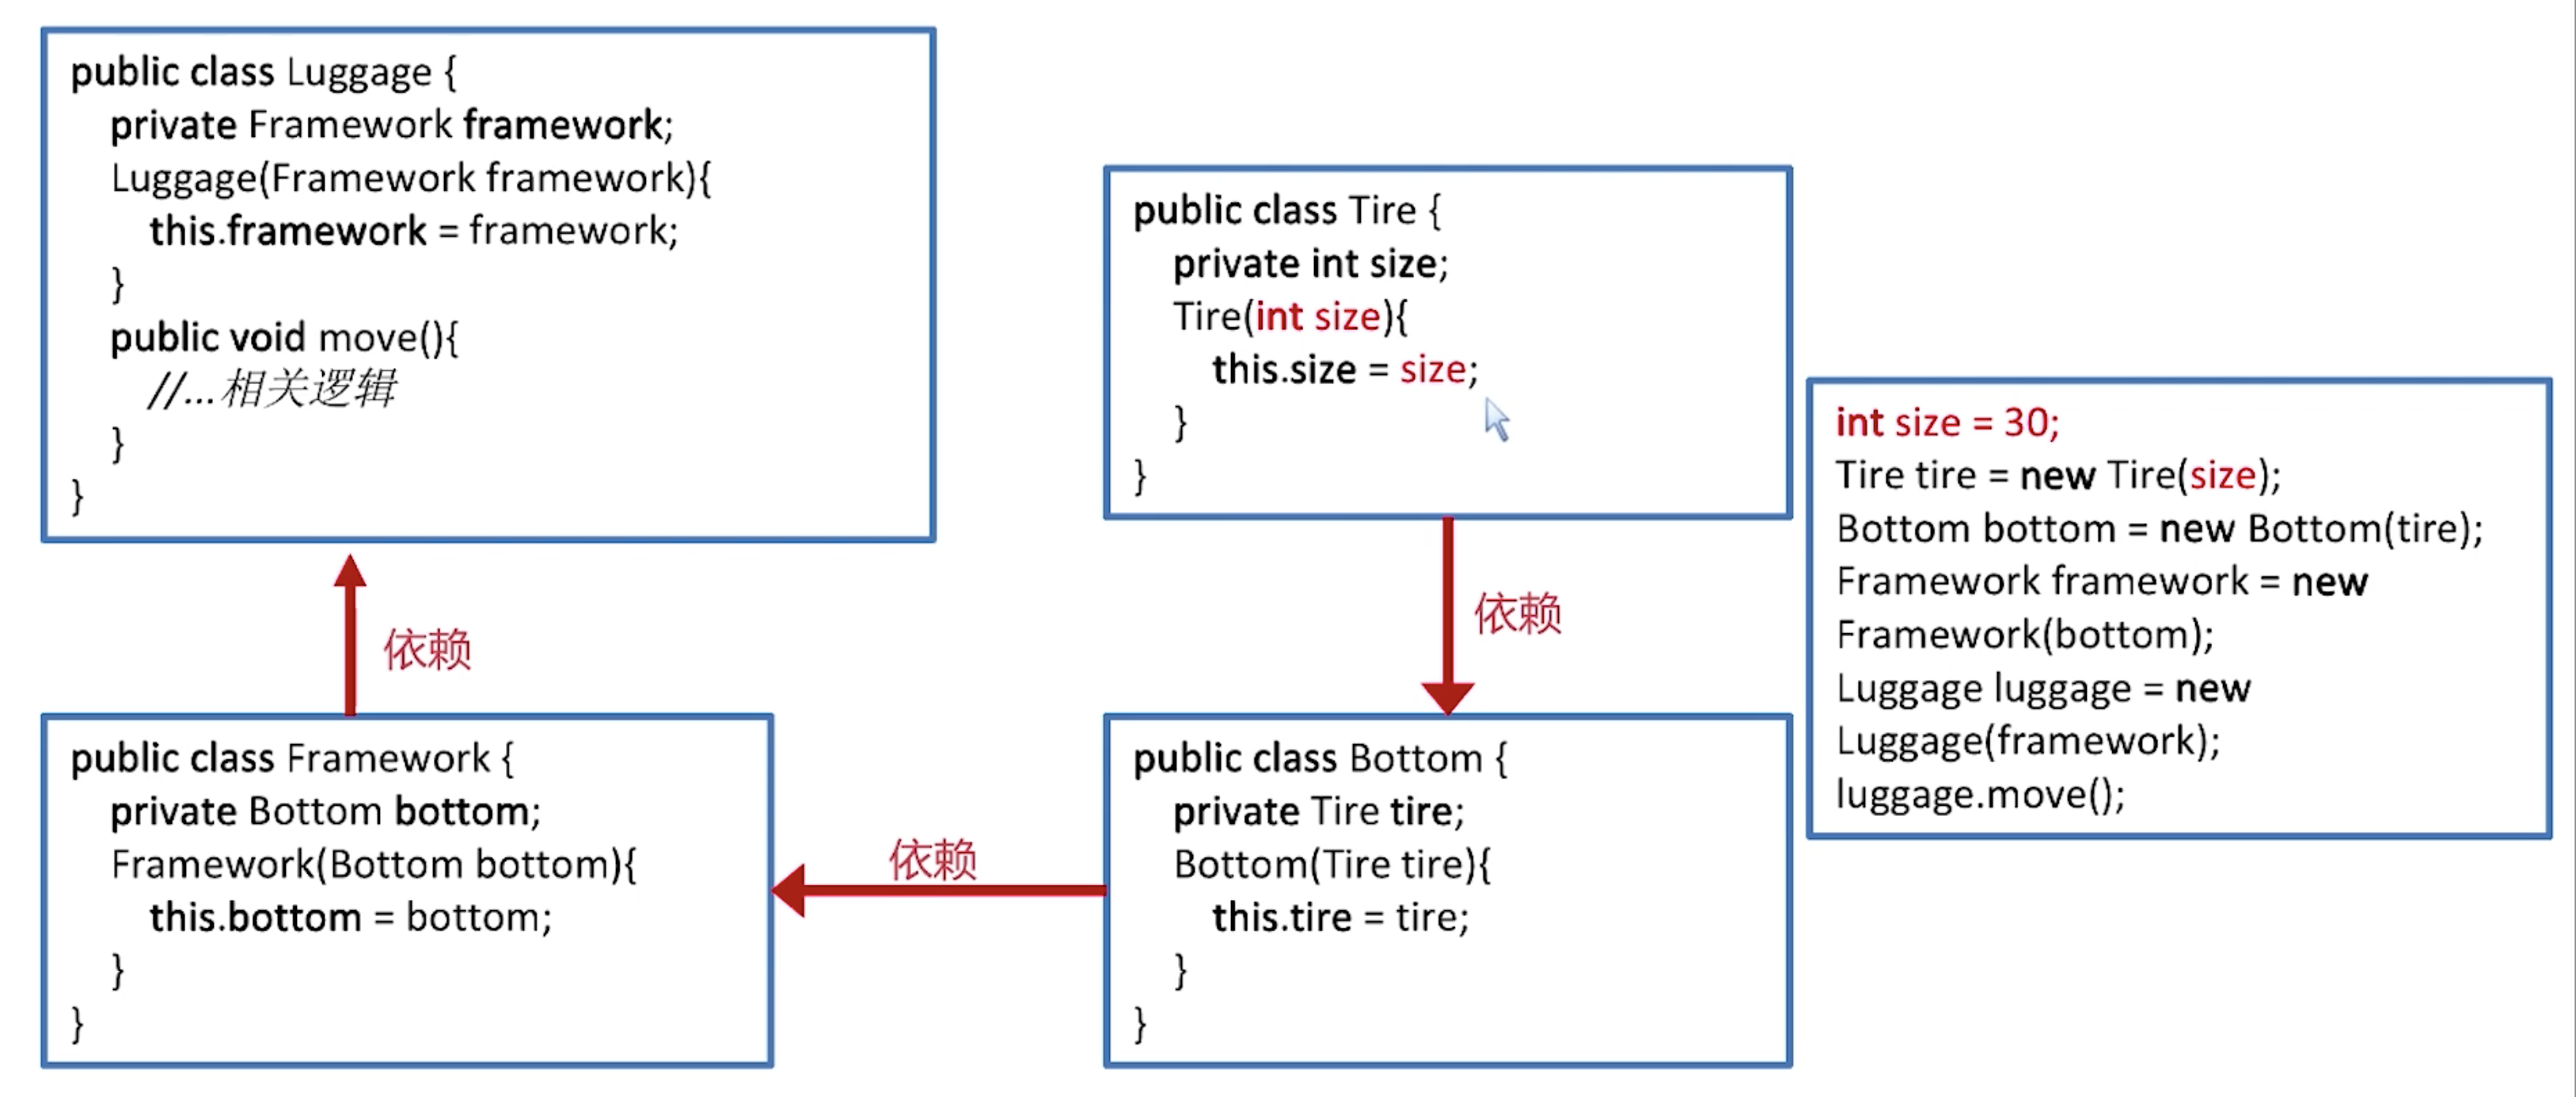 public class Luggage {
private Framework framework;
Luggage(Framework framework){
this.framework = framework;
}
public void move(){
//...相关逻辑
}
}
依赖
public class Framework {
private Bottom bottom;
Framework(Bottom bottom){
this.bottom = bottom;
}
}
依赖
public class Tire {
private int size;
Tire(int size){
this.size = size;
}
}
依赖
public class Bottom {
private Tire tire;
Bottom(Tire tire){
this.tire = tire;
}
}
int size = 30;
Tire tire = new Tire(size);
Bottom bottom = new Bottom(tire);
Framework framework = new
Framework(bottom);
Luggage luggage = new
Luggage(framework);
luggage.move();